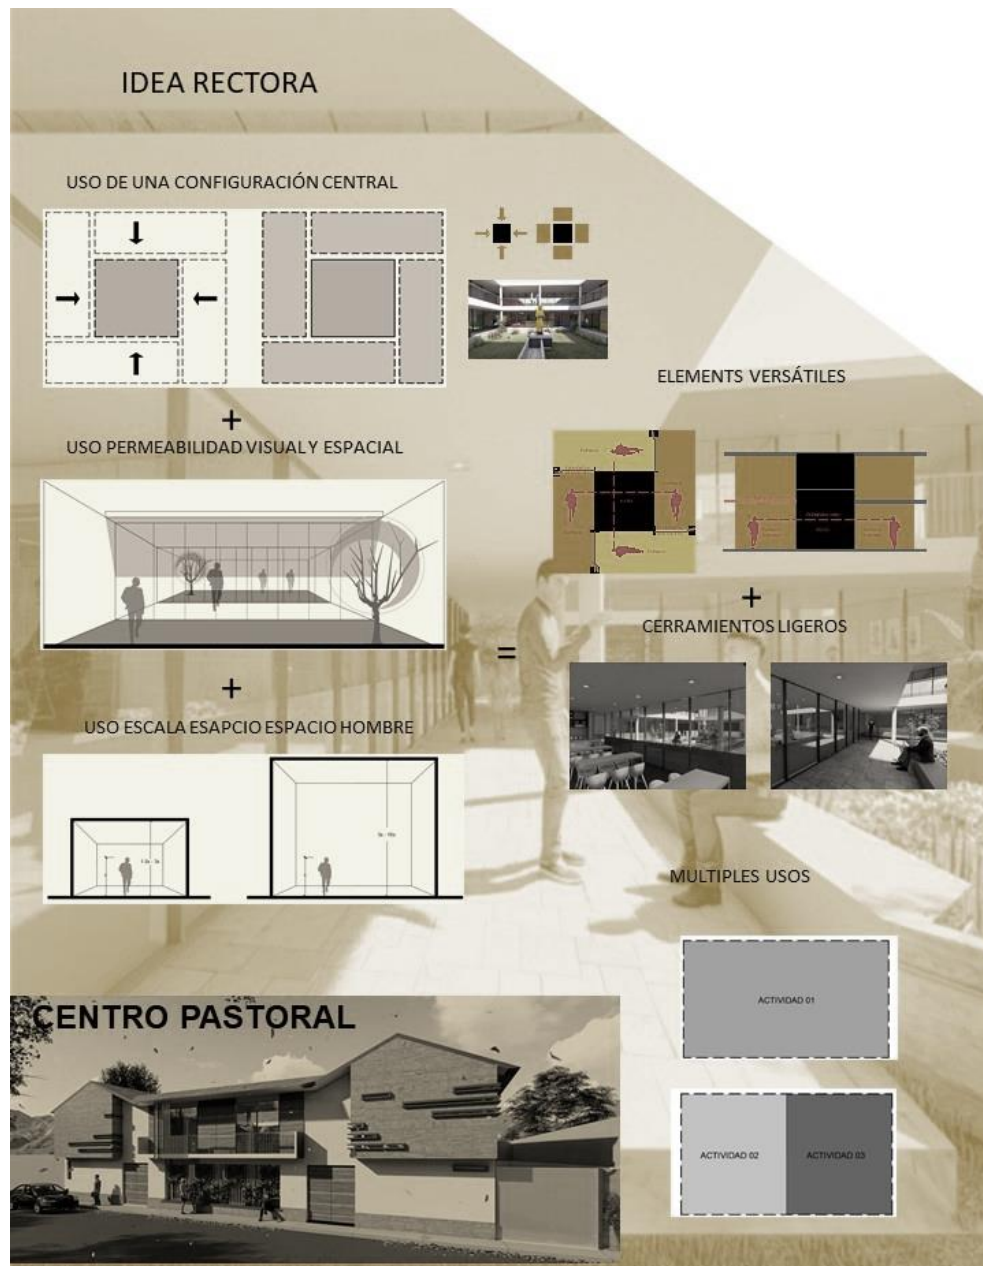 IDEA RECTORA
USO DE UNA CONFIGURACIÓN CENTRAL
+
USO PERMEABILIDAD VISUAL Y ESPACIAL
+
USO ESCALA ESAPCIO ESPACIO HOMBRE
=
ELEMENTS VERSÁTILES
+
CERRAMIENTOS LIGEROS
MULTIPLES USOS
ACTIVIDAD 01
ACTIVIDAD 02
ACTIVIDAD 03
CENTRO PASTORAL